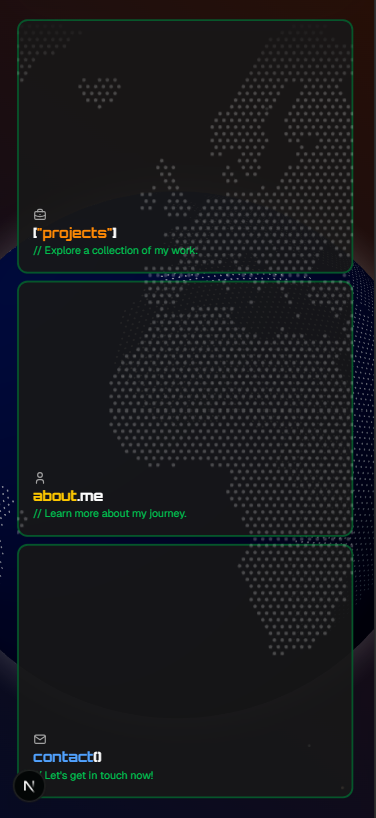 ["projects"]
// Explore a collection of my work.
about.me
// Learn more about my journey.
contact()
// Let's get in touch now!
N